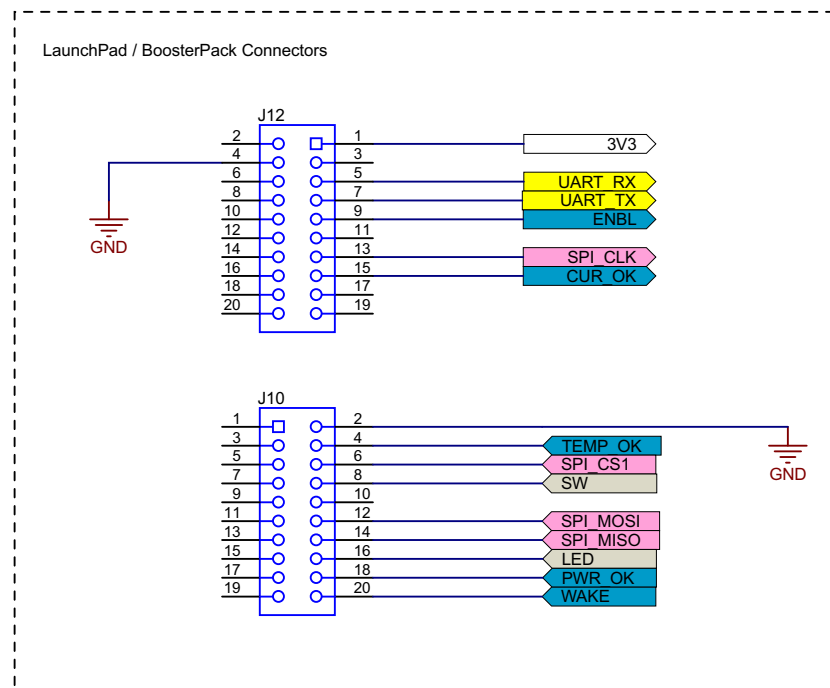 LaunchPad / BoosterPack Connectors
J12
2 1 3V3
4 3
6 5 UART_RX
8 7 UART_TX
10 9 ENBL
12 11
GND
14 13 SPI_CLK
16 15 CUR_OK
18 17
20 19
J10
1 2
3 4 TEMP_OK
5 6 SPI_CS1
GND
7 8 SW
9 10
11 12 SPI_MOSI
13 14 SPI_MISO
15 16 LED
17 18 PWR_OK
19 20 WAKE